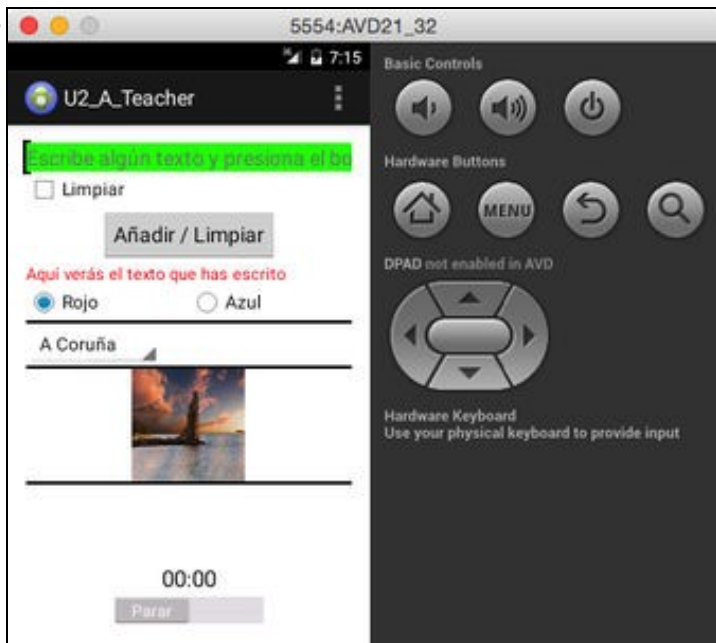 5554:AVD21_32
7:15
U2_A_Teacher
Escribe algún texto y presiona el bo
Limpiar
Añadir / Limpiar
Aquí verás el texto que has escrito
Rojo
Azul
A Coruña
00:00
Parar
Basic Controls
Hardware Buttons
MENU
DPAD not enabled in AVD
Hardware Keyboard
Use your physical keyboard to provide input